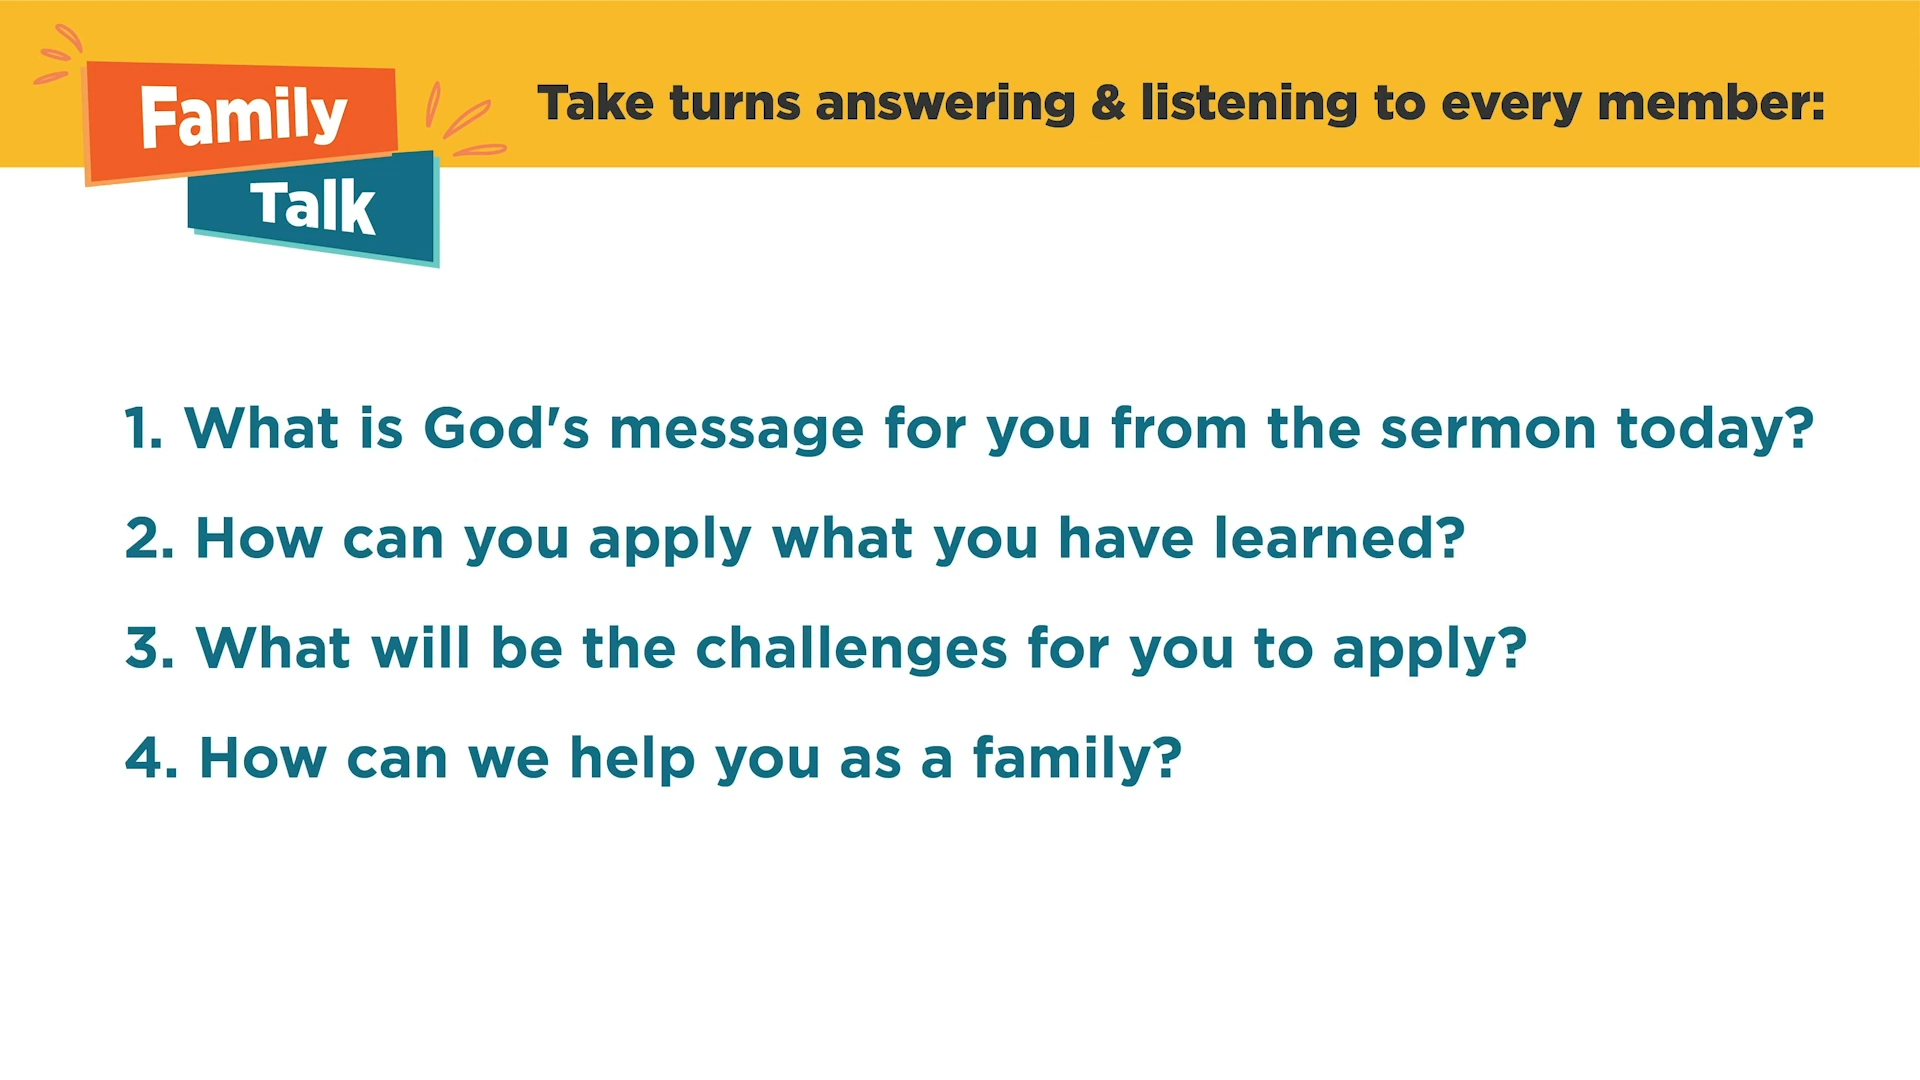 Family
Talk
Take turns answering & listening to every member:
1. What is God's message for you from the sermon today?
2. How can you apply what you have learned?
3. What will be the challenges for you to apply?
4. How can we help you as a family?